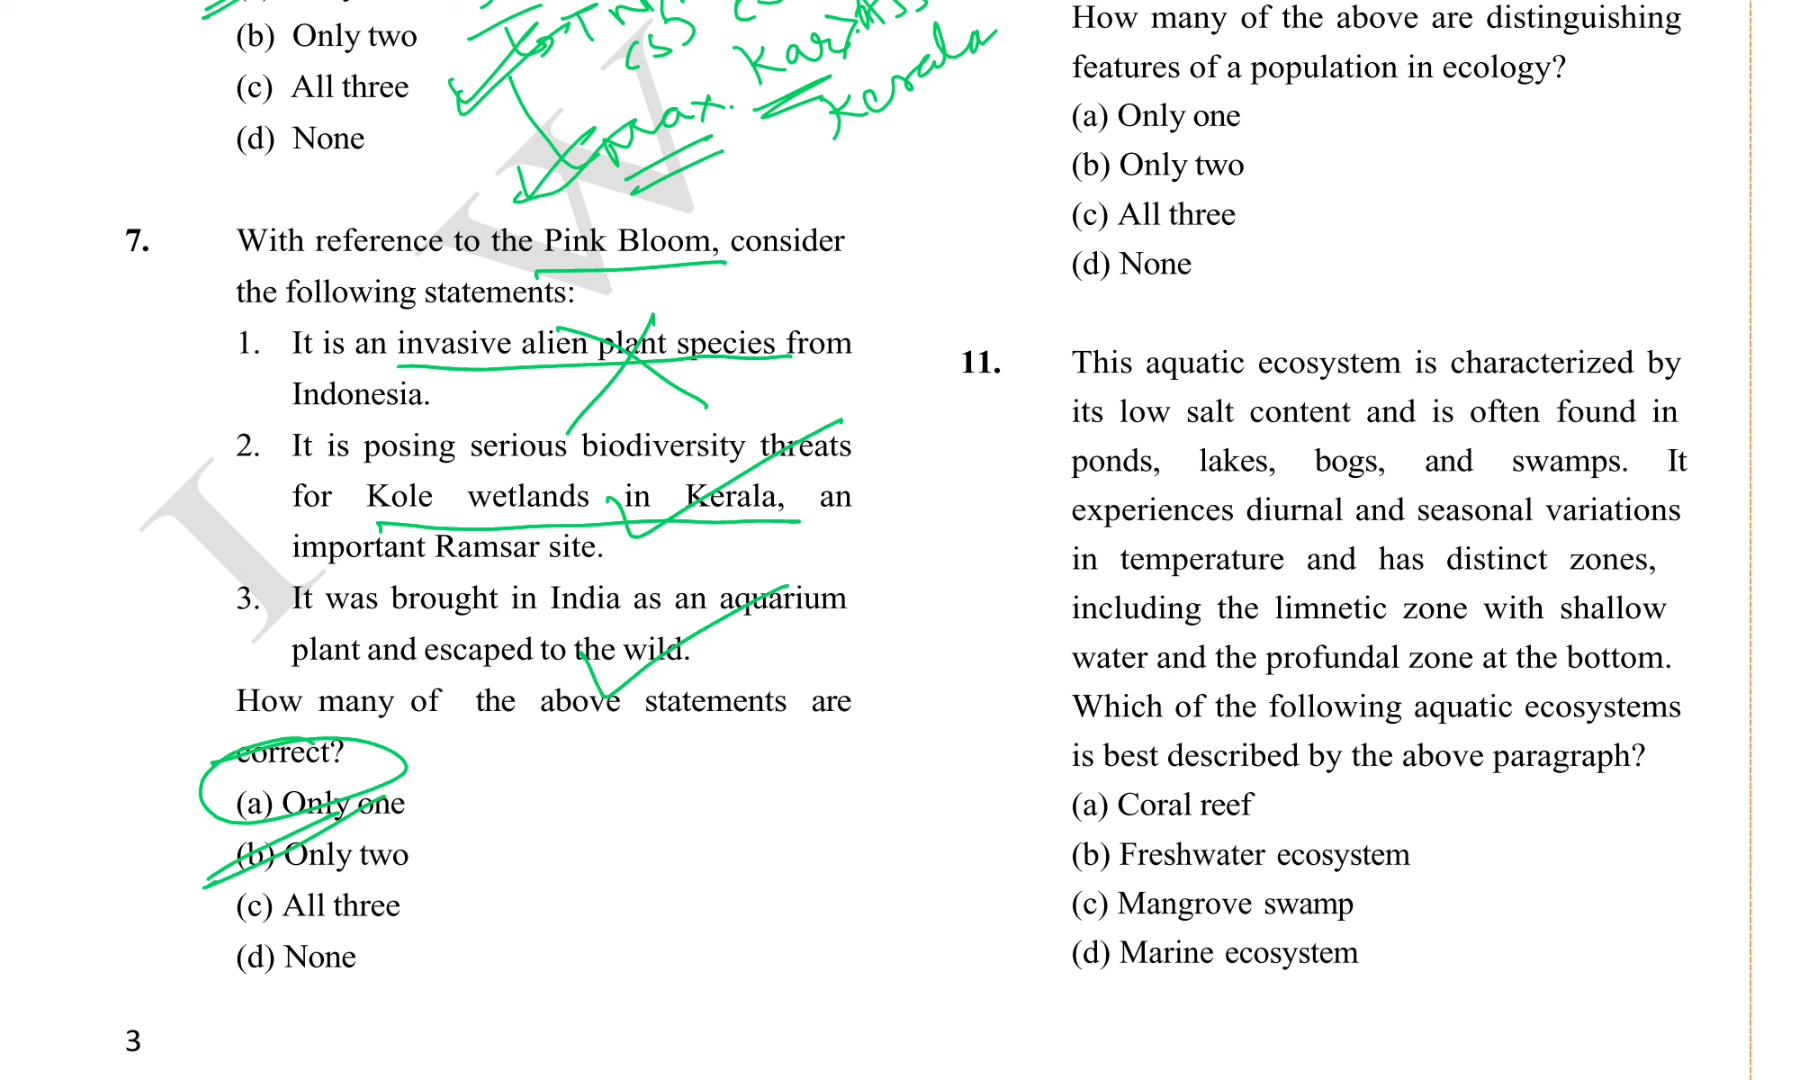 (b) Only two
(c) All three
(d) None
Kerala
7. With reference to the Pink Bloom, consider
the following statements:
1. It is an invasive alien plant species from
Indonesia.
2. It is posing serious biodiversity threats
for Kole wetlands in Kerala, an
important Ramsar site.
3. It was brought in India as an aquarium
plant and escaped to the wild.
How many of the above statements are
correct?
(a) Only one
(b) Only two
(c) All three
(d) None
3
How many of the above are distinguishing
features of a population in ecology?
(a) Only one
(b) Only two
(c) All three
(d) None
11. This aquatic ecosystem is characterized by
its low salt content and is often found in
ponds, lakes, bogs, and swamps. It
experiences diurnal and seasonal variations
in temperature and has distinct zones,
including the limnetic zone with shallow
water and the profundal zone at the bottom.
Which of the following aquatic ecosystems
is best described by the above paragraph?
(a) Coral reef
(b) Freshwater ecosystem
(c) Mangrove swamp
(d) Marine ecosystem